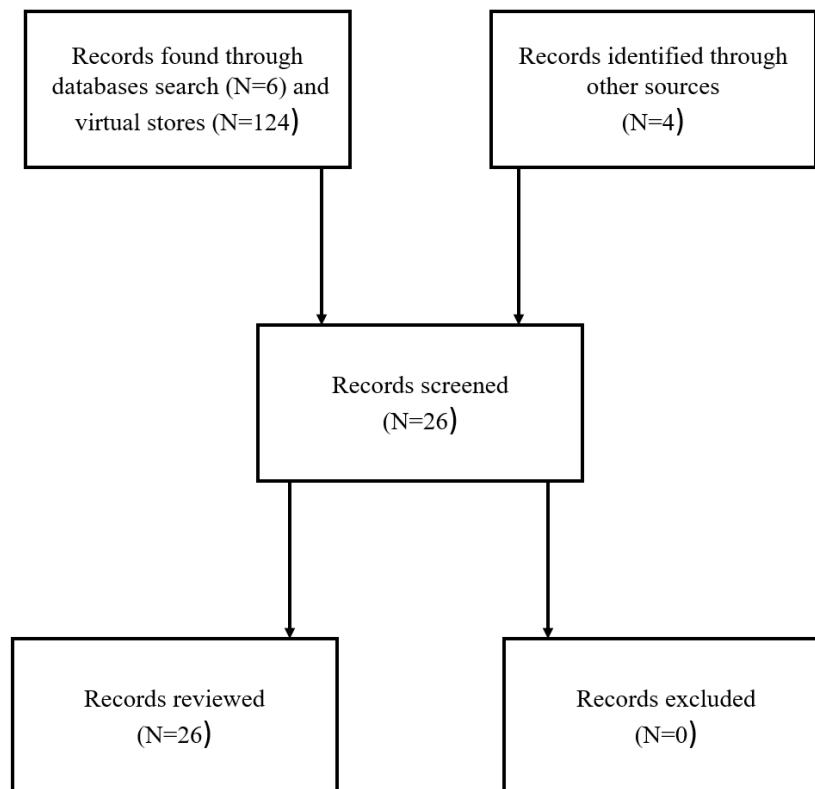 Records found through
databases search (N=6) and
virtual stores (N=124)
Records identified through
other sources
(N=4)
Records screened
(N=26)
Records reviewed
(N=26)
Records excluded
(N=0)